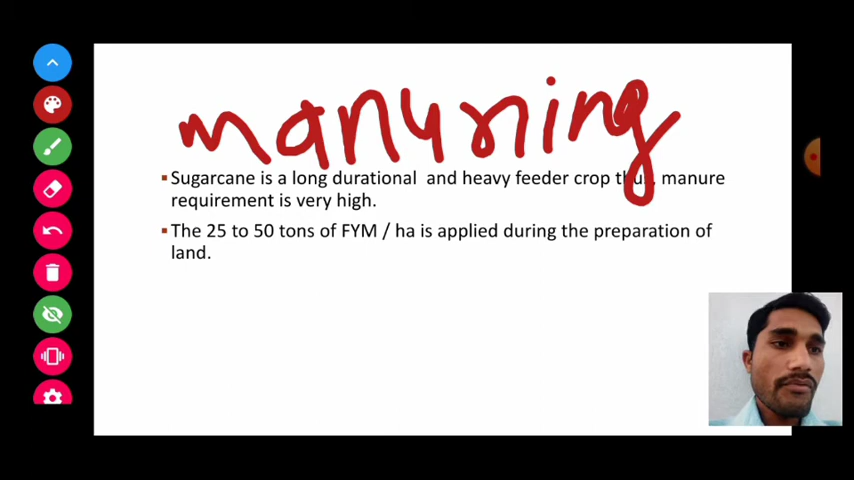 manuring
Sugarcane is a long durational and heavy feeder crop thus, manure
requirement is very high.
The 25 to 50 tons of FYM / ha is applied during the preparation of
land.